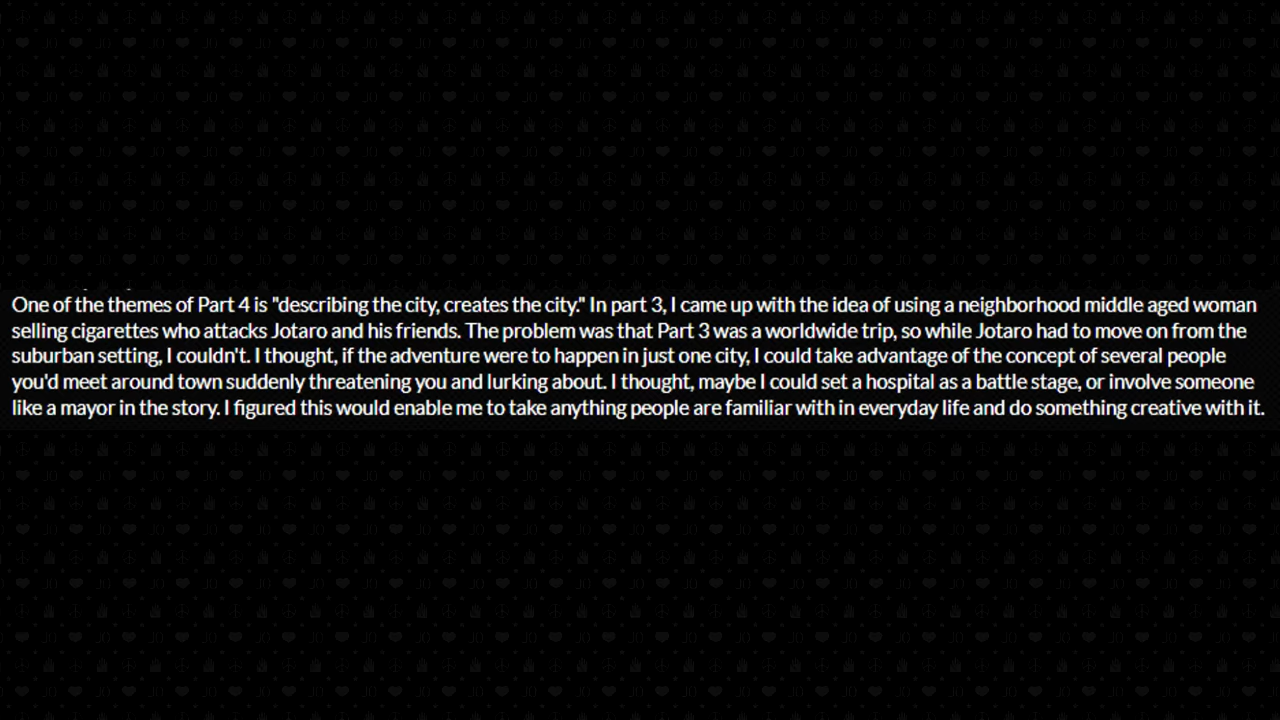 One of the themes of Part 4 is "describing the city, creates the city." In part 3, I came up with the idea of using a neighborhood middle aged woman
selling cigarettes who attacks Jotaro and his friends. The problem was that Part 3 was a worldwide trip, so while Jotaro had to move on from the
suburban setting, I couldn't. I thought, if the adventure were to happen in just one city, I could take advantage of the concept of several people
you'd meet around town suddenly threatening you and lurking about. I thought, maybe I could set a hospital as a battle stage, or involve someone
like a mayor in the story. I figured this would enable me to take anything people are familiar with in everyday life and do something creative with it.